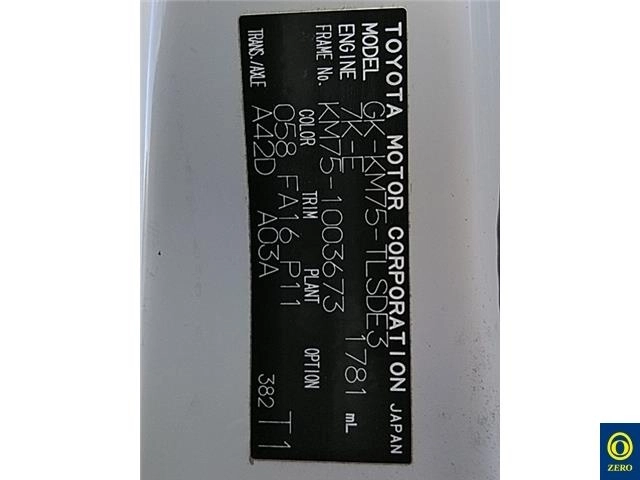 TOYOTA MOTOR CORPORATION JAPAN
MODEL GK-KM75-TLSDE3
ENGINE 7K-E 1781 mL
FRAME No. KM75-1003673
COLOR TRIM PLANT OPTION
058 FA16 P11
TRANS./AXLE A42D A03A 382 T1
ZERO